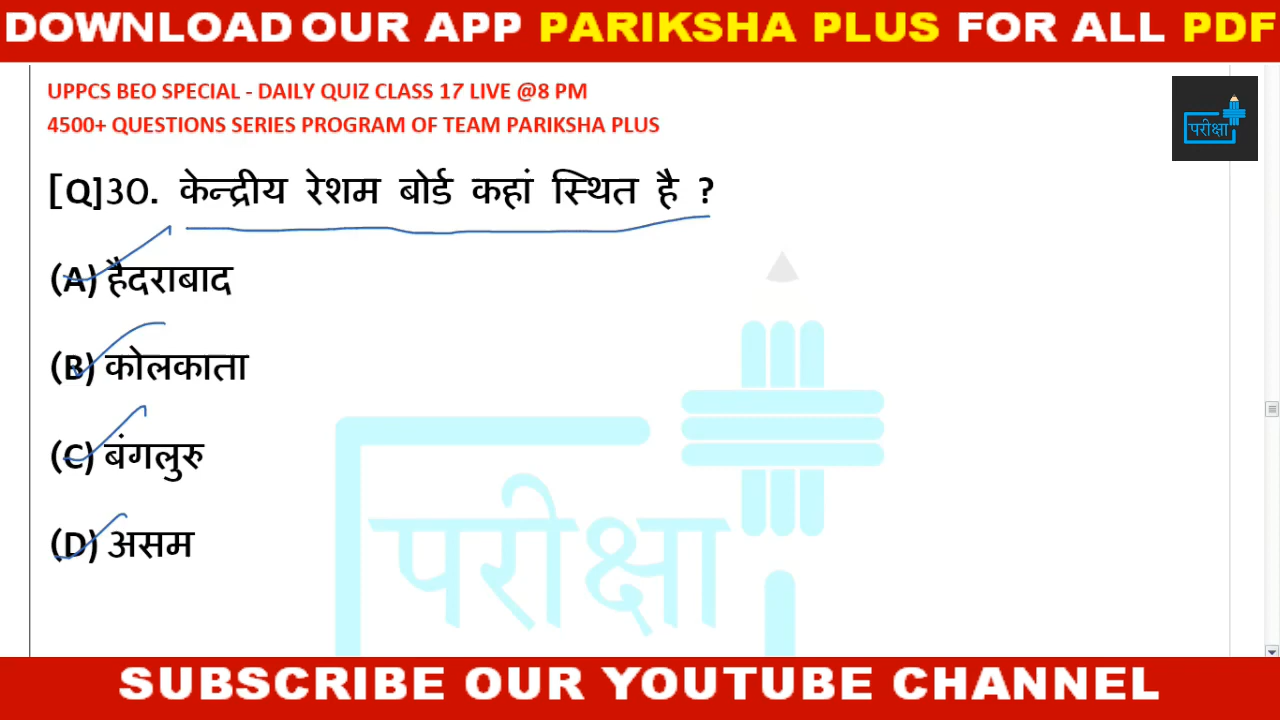 DOWNLOAD OUR APP PARIKSHA PLUS FOR ALL PDF
UPPCS BEO SPECIAL - DAILY QUIZ CLASS 17 LIVE @8 PM
4500+ QUESTIONS SERIES PROGRAM OF TEAM PARIKSHA PLUS
परीक्षा
[Q]30. केन्द्रीय रेशम बोर्ड कहां स्थित है ?
(A) हैदराबाद
(B) कोलकाता
(C) बंगलुरु
(D) असम
परीक्षा
SUBSCRIBE OUR YOUTUBE CHANNEL